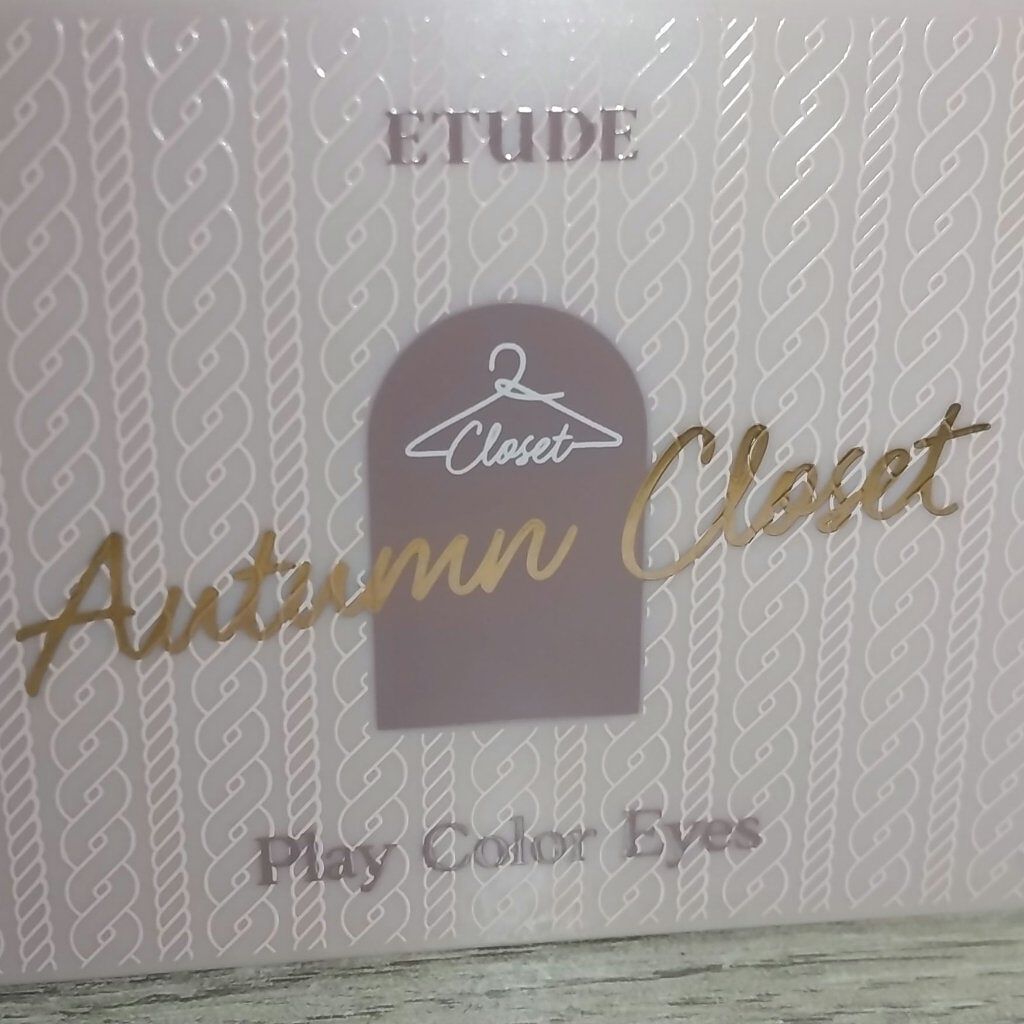 ETUDE
Closet
Autumn Closet
Play Color Eyes